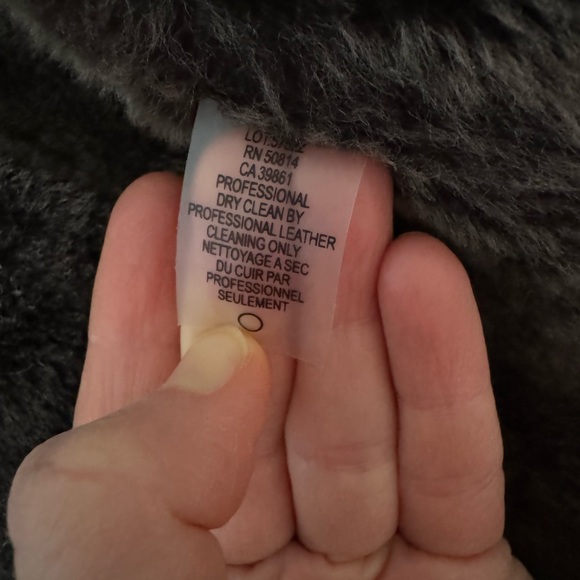 RN 50814
CA 39861
PROFESSIONAL
DRY CLEAN BY
PROFESSIONAL LEATHER
CLEANING ONLY
NETTOYAGE A SEC
DU CUIR PAR
PROFESSIONNEL
SEULEMENT